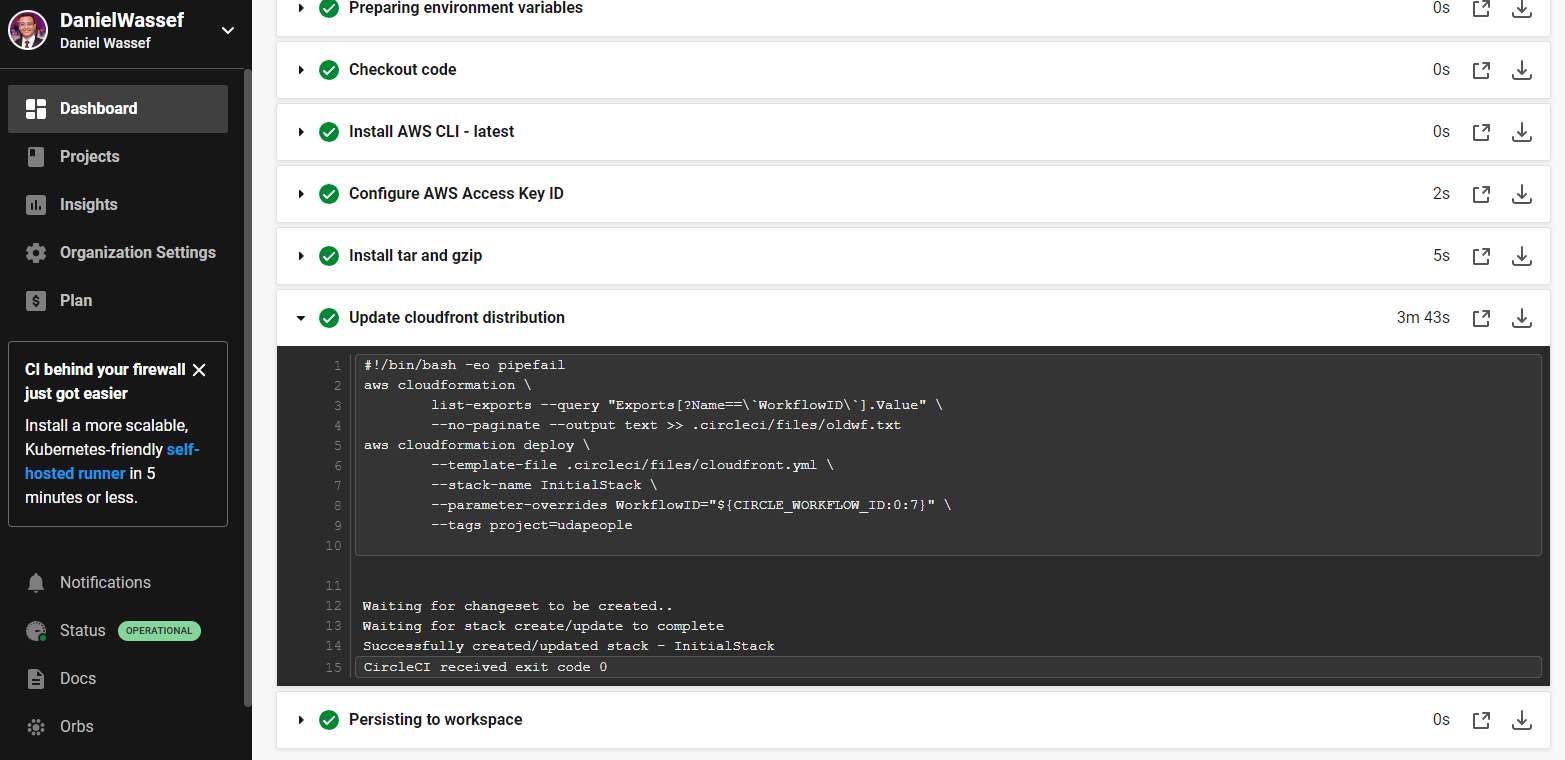 DanielWassef
Daniel Wassef
Dashboard
Projects
Insights
Organization Settings
Plan
CI behind your firewall
just got easier
Install a more scalable,
Kubernetes-friendly self-
hosted runner in 5
minutes or less.
Notifications
Status OPERATIONAL
Docs
Orbs
Preparing environment variables 0s
Checkout code 0s
Install AWS CLI - latest 0s
Configure AWS Access Key ID 2s
Install tar and gzip 5s
Update cloudfront distribution 3m 43s
1 #!/bin/bash -eo pipefail
2 aws cloudformation \
3 list-exports --query "Exports[?Name==\`WorkflowID\`].Value" \
4 --no-paginate --output text >> .circleci/files/oldwf.txt
5 aws cloudformation deploy \
6 --template-file .circleci/files/cloudfront.yml \
7 --stack-name InitialStack \
8 --parameter-overrides WorkflowID="${CIRCLE_WORKFLOW_ID:0:7}" \
9 --tags project=udapeople
10
11
12 Waiting for changeset to be created..
13 Waiting for stack create/update to complete
14 Successfully created/updated stack - InitialStack
15 CircleCI received exit code 0
Persisting to workspace 0s